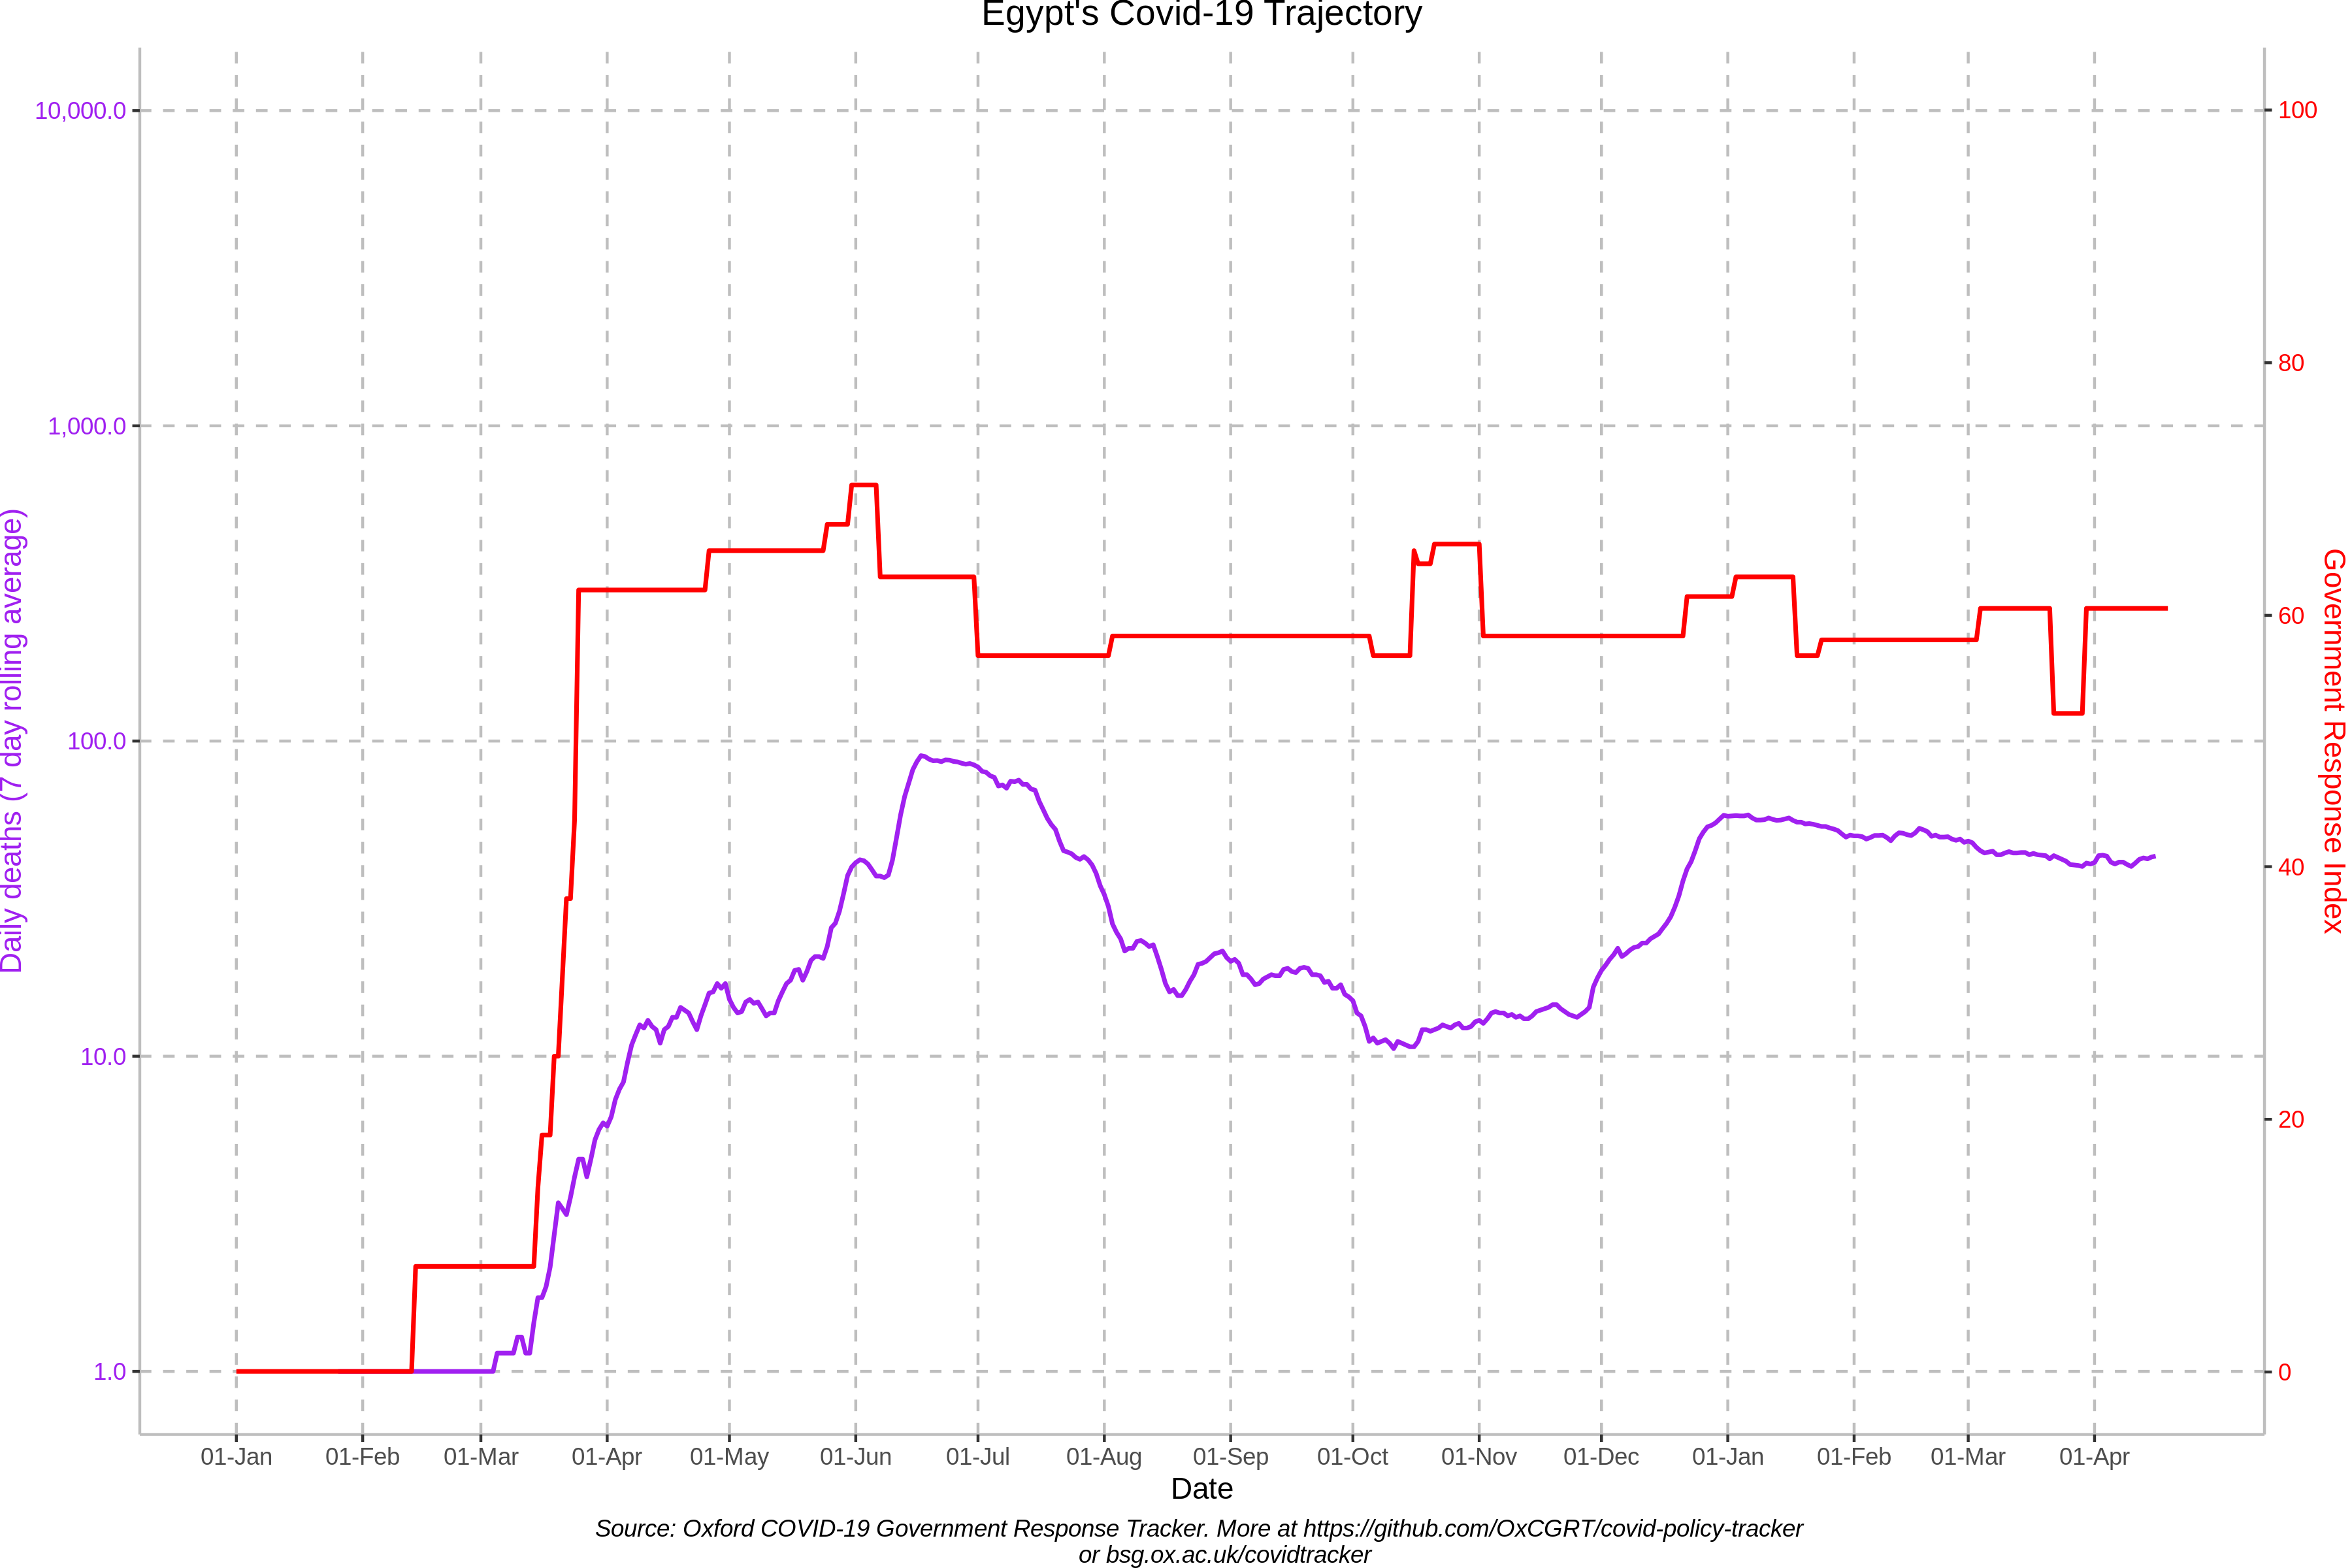 Egypt's Covid-19 Trajectory
10,000.0
1,000.0
100.0
10.0
1.0
Daily deaths (7 day rolling average)
100
80
60
40
20
0
Government Response Index
01-Jan 01-Feb 01-Mar 01-Apr 01-May 01-Jun 01-Jul 01-Aug 01-Sep 01-Oct 01-Nov 01-Dec 01-Jan 01-Feb 01-Mar 01-Apr
Date
Source: Oxford COVID-19 Government Response Tracker. More at https://github.com/OxCGRT/covid-policy-tracker
or bsg.ox.ac.uk/covidtracker